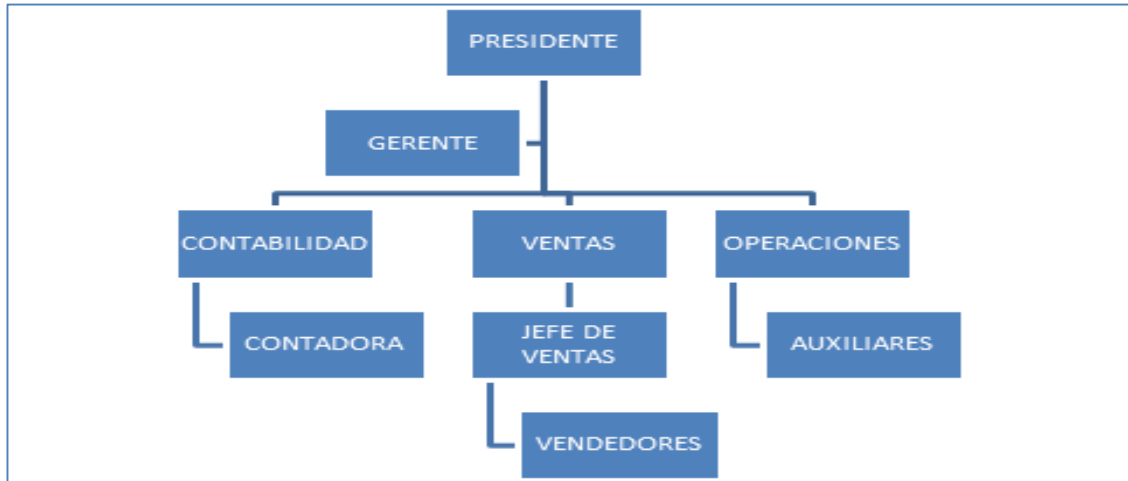 PRESIDENTE
GERENTE
CONTABILIDAD
VENTAS
OPERACIONES
CONTADORA
JEFE DE
VENTAS
AUXILIARES
VENDEDORES